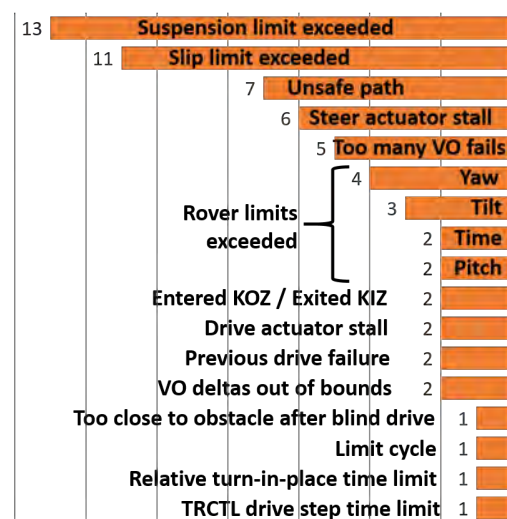 13 Suspension limit exceeded
11 Slip limit exceeded
7 Unsafe path
6 Steer actuator stall
5 Too many VO fails
4 Yaw
Rover limits exceeded
3 Tilt
2 Time
2 Pitch
Entered KOZ / Exited KIZ 2
Drive actuator stall 2
Previous drive failure 2
VO deltas out of bounds 2
Too close to obstacle after blind drive 1
Limit cycle 1
Relative turn-in-place time limit 1
TRCTL drive step time limit 1